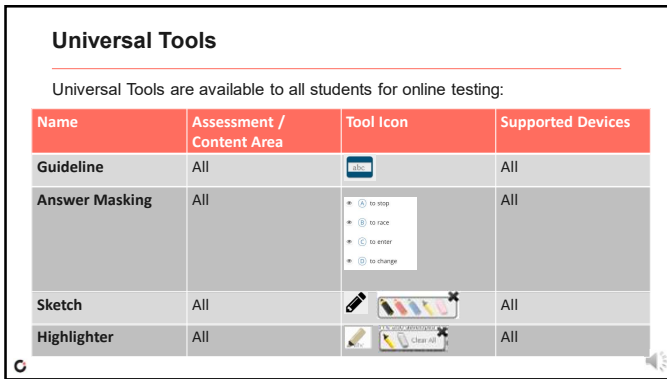 Universal Tools
Universal Tools are available to all students for online testing:
Name Assessment / Content Area Tool Icon Supported Devices
Guideline All abc All
Answer Masking All All
A to stop
B to race
C to enter
D to change
Sketch All All
Highlighter All Clear All All